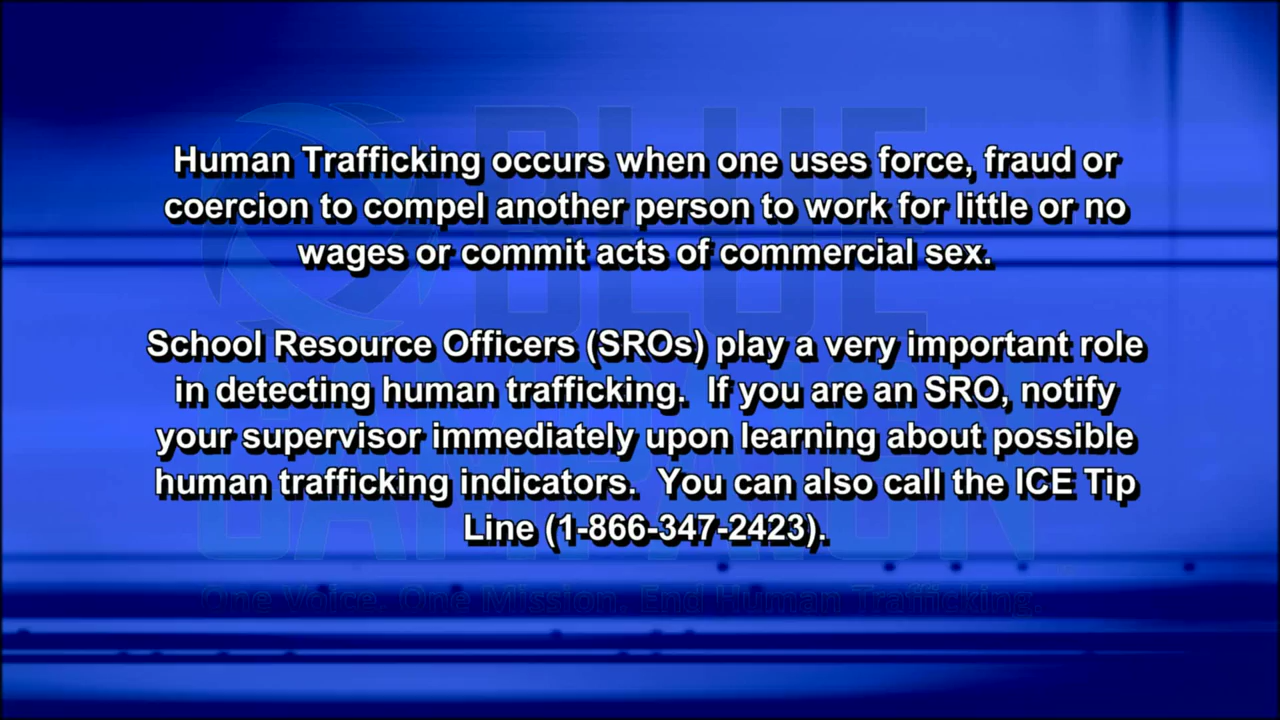 Human Trafficking occurs when one uses force, fraud or
coercion to compel another person to work for little or no
wages or commit acts of commercial sex.
School Resource Officers (SROs) play a very important role
in detecting human trafficking. If you are an SRO, notify
your supervisor immediately upon learning about possible
human trafficking indicators. You can also call the ICE Tip
Line (1-866-347-2423).
BLUE
CAMPAIGN
One Voice. One Mission. End Human Trafficking.